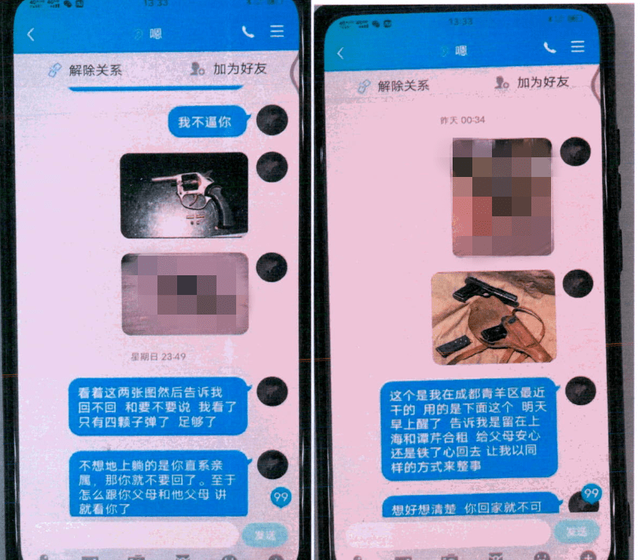 13:33
嗯
解除关系
加为好友
我不逼你
星期日 23:49
看着这两张图然后告诉我
回不回 和要不要说 我看了
只有四颗子弹了 足够了
不想地上躺的是你直系亲
属,那你就不要回了。至于
怎么跟你父母和他父母 讲
就看你了
99
发送
13:33
嗯
解除关系
加为好友
昨天 00:34
这个是我在成都青羊区最近
干的 用的是下面这个 明天
早上醒了 告诉我是留在上
海和谭芹合租 给父母安心
还是铁了心回去 让我以同
样的方式来整事
99
想好想清楚 你回家就不可
发送